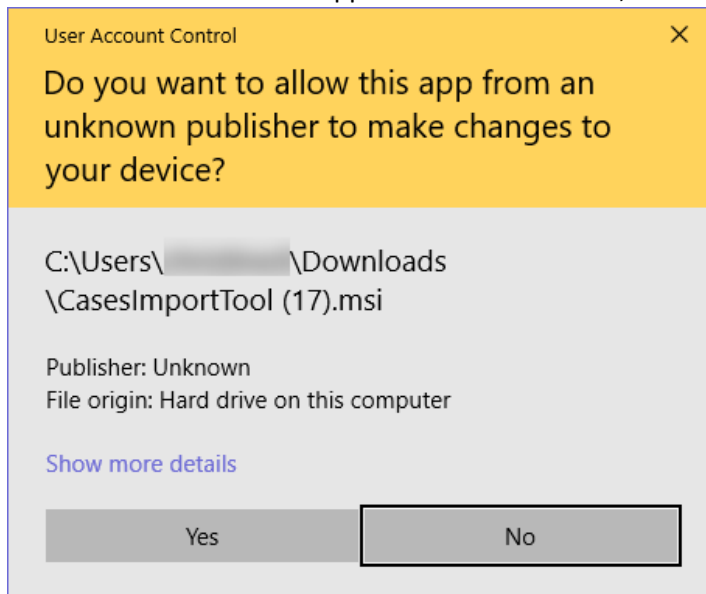 User Account Control
Do you want to allow this app from an
unknown publisher to make changes to
your device?
C:\Users\ \Downloads
\CasesImportTool (17).msi
Publisher: Unknown
File origin: Hard drive on this computer
Show more details
Yes
No